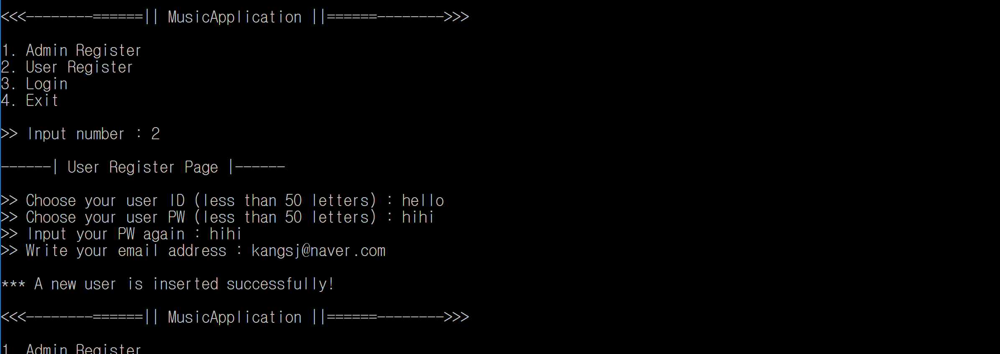 <<<--------======|| MusicApplication ||======-------->>>
1. Admin Register
2. User Register
3. Login
4. Exit
>> Input number : 2
------| User Register Page |------
>> Choose your user ID (less than 50 letters) : hello
>> Choose your user PW (less than 50 letters) : hihi
>> Input your PW again : hihi
>> Write your email address : kangsj@naver.com
*** A new user is inserted successfully!
<<<--------======|| MusicApplication ||======-------->>>
1. Admin Register